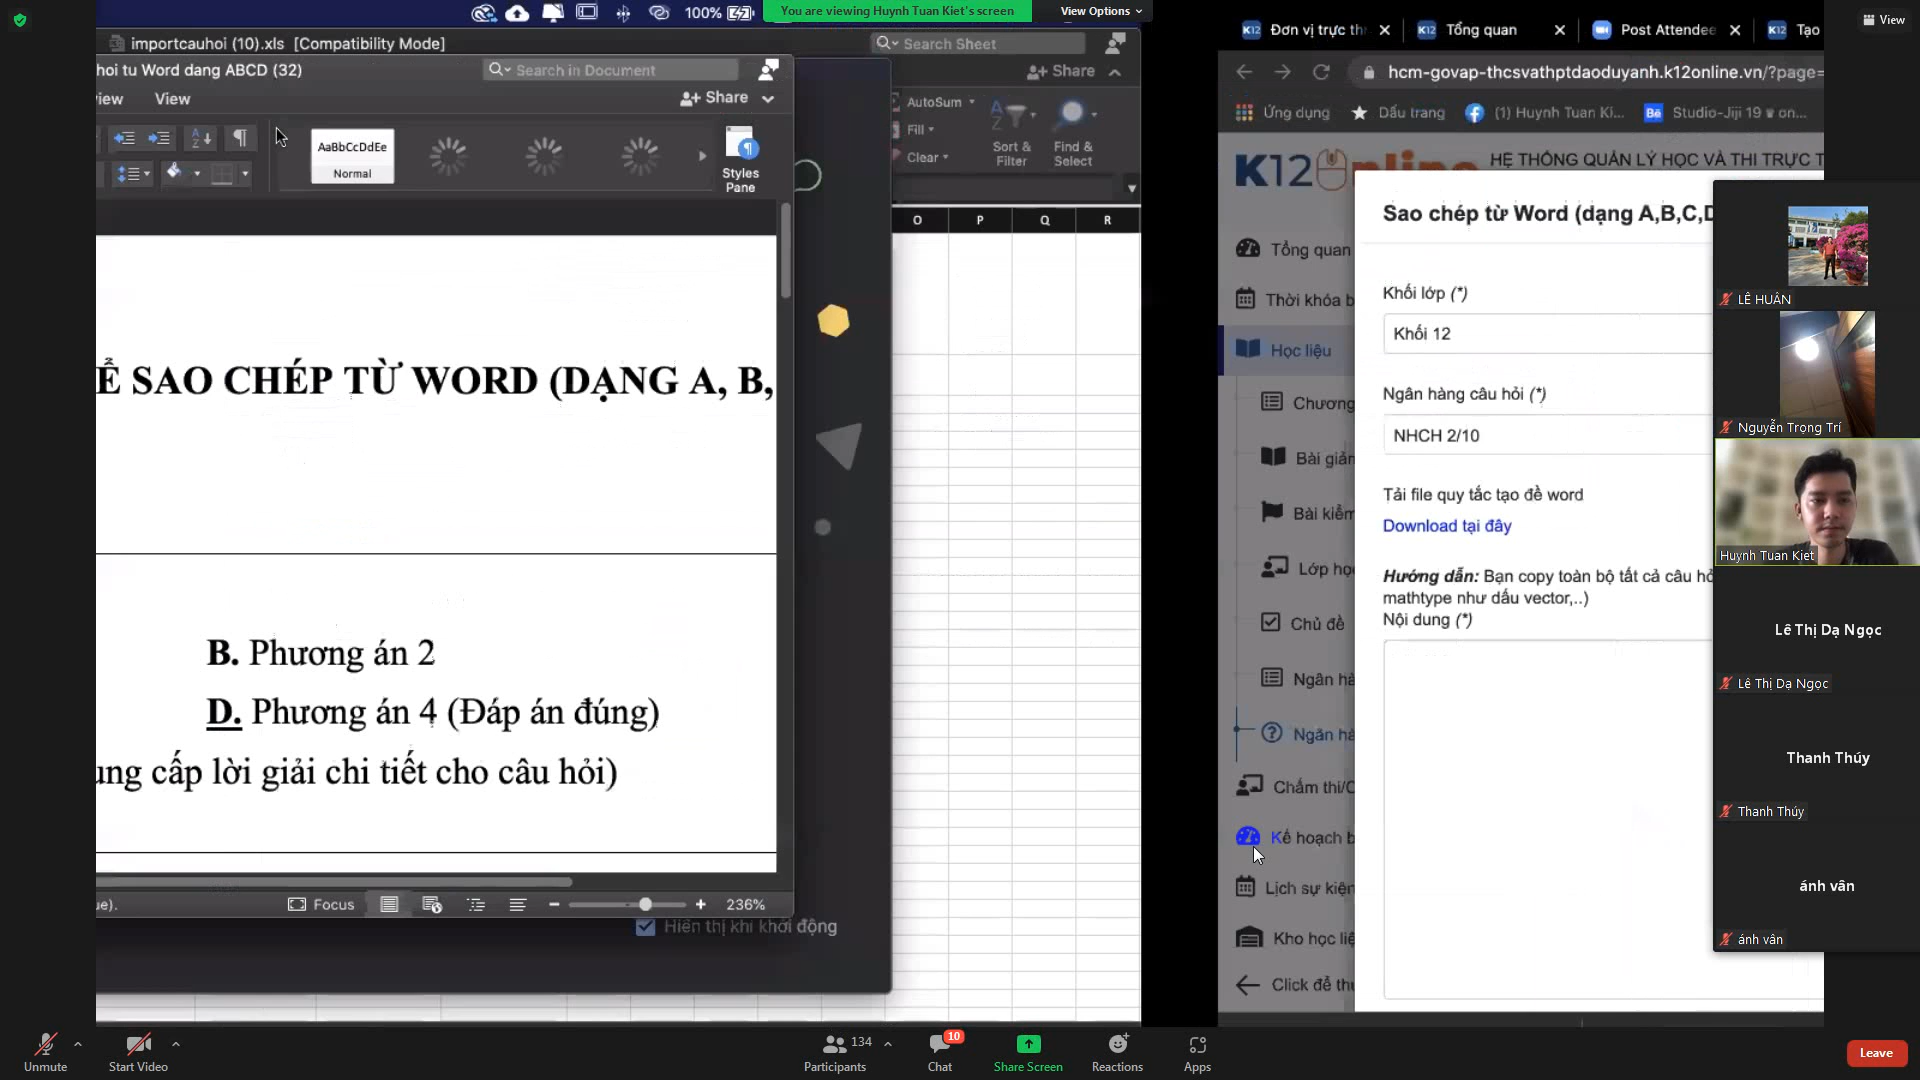 100%
You are viewing Huynh Tuan Kiet's screen
View Options
View
importcauhoi (10).xls [Compatibility Mode]
Search Sheet
hoi tu Word dang ABCD (32)
Search in Document
Share
iew
View
Share
AutoSum
Fill
Clear
Sort & Filter
Find & Select
AaBbCcDdEe
Normal
Styles Pane
O P Q R
Ể SAO CHÉP TỪ WORD (DẠNG A, B,
B. Phương án 2
D. Phương án 4 (Đáp án đúng)
ung cấp lời giải chi tiết cho câu hỏi)
ue).
Focus
236%
Hiển thị khi khởi động
Đơn vị trực th
Tổng quan
Post Attendee
Tạo
hcm-govap-thcsvathptdaoduyanh.k12online.vn/?page=
Ứng dụng
Dấu trang
(1) Huynh Tuan Ki...
Studio-Jiji 19 ♛ on...
K12 Online
HỆ THỐNG QUẢN LÝ HỌC VÀ THI TRỰC T
Tổng quan
Thời khóa b
Học liệu
Chương
Bài giản
Bài kiểm
Lớp họ
Chủ đề
Ngân hà
Ngân hà
Chấm thi/C
Kế hoạch b
Lịch sự kiện
Kho học liệ
Click để thu
Sao chép từ Word (dạng A,B,C,D
Khối lớp (*)
Khối 12
Ngân hàng câu hỏi (*)
NHCH 2/10
Tải file quy tắc tạo đề word
Download tại đây
Hướng dẫn: Bạn copy toàn bộ tất cả câu hỏ
mathtype như dấu vector,..)
Nội dung (*)
LÊ HUÂN
Nguyễn Trọng Trí
Huynh Tuan Kiet
Lê Thị Dạ Ngọc
Lê Thị Dạ Ngọc
Thanh Thúy
Thanh Thúy
ánh vân
ánh vân
Unmute
Start Video
134
Participants
10
Chat
Share Screen
Reactions
Apps
Leave